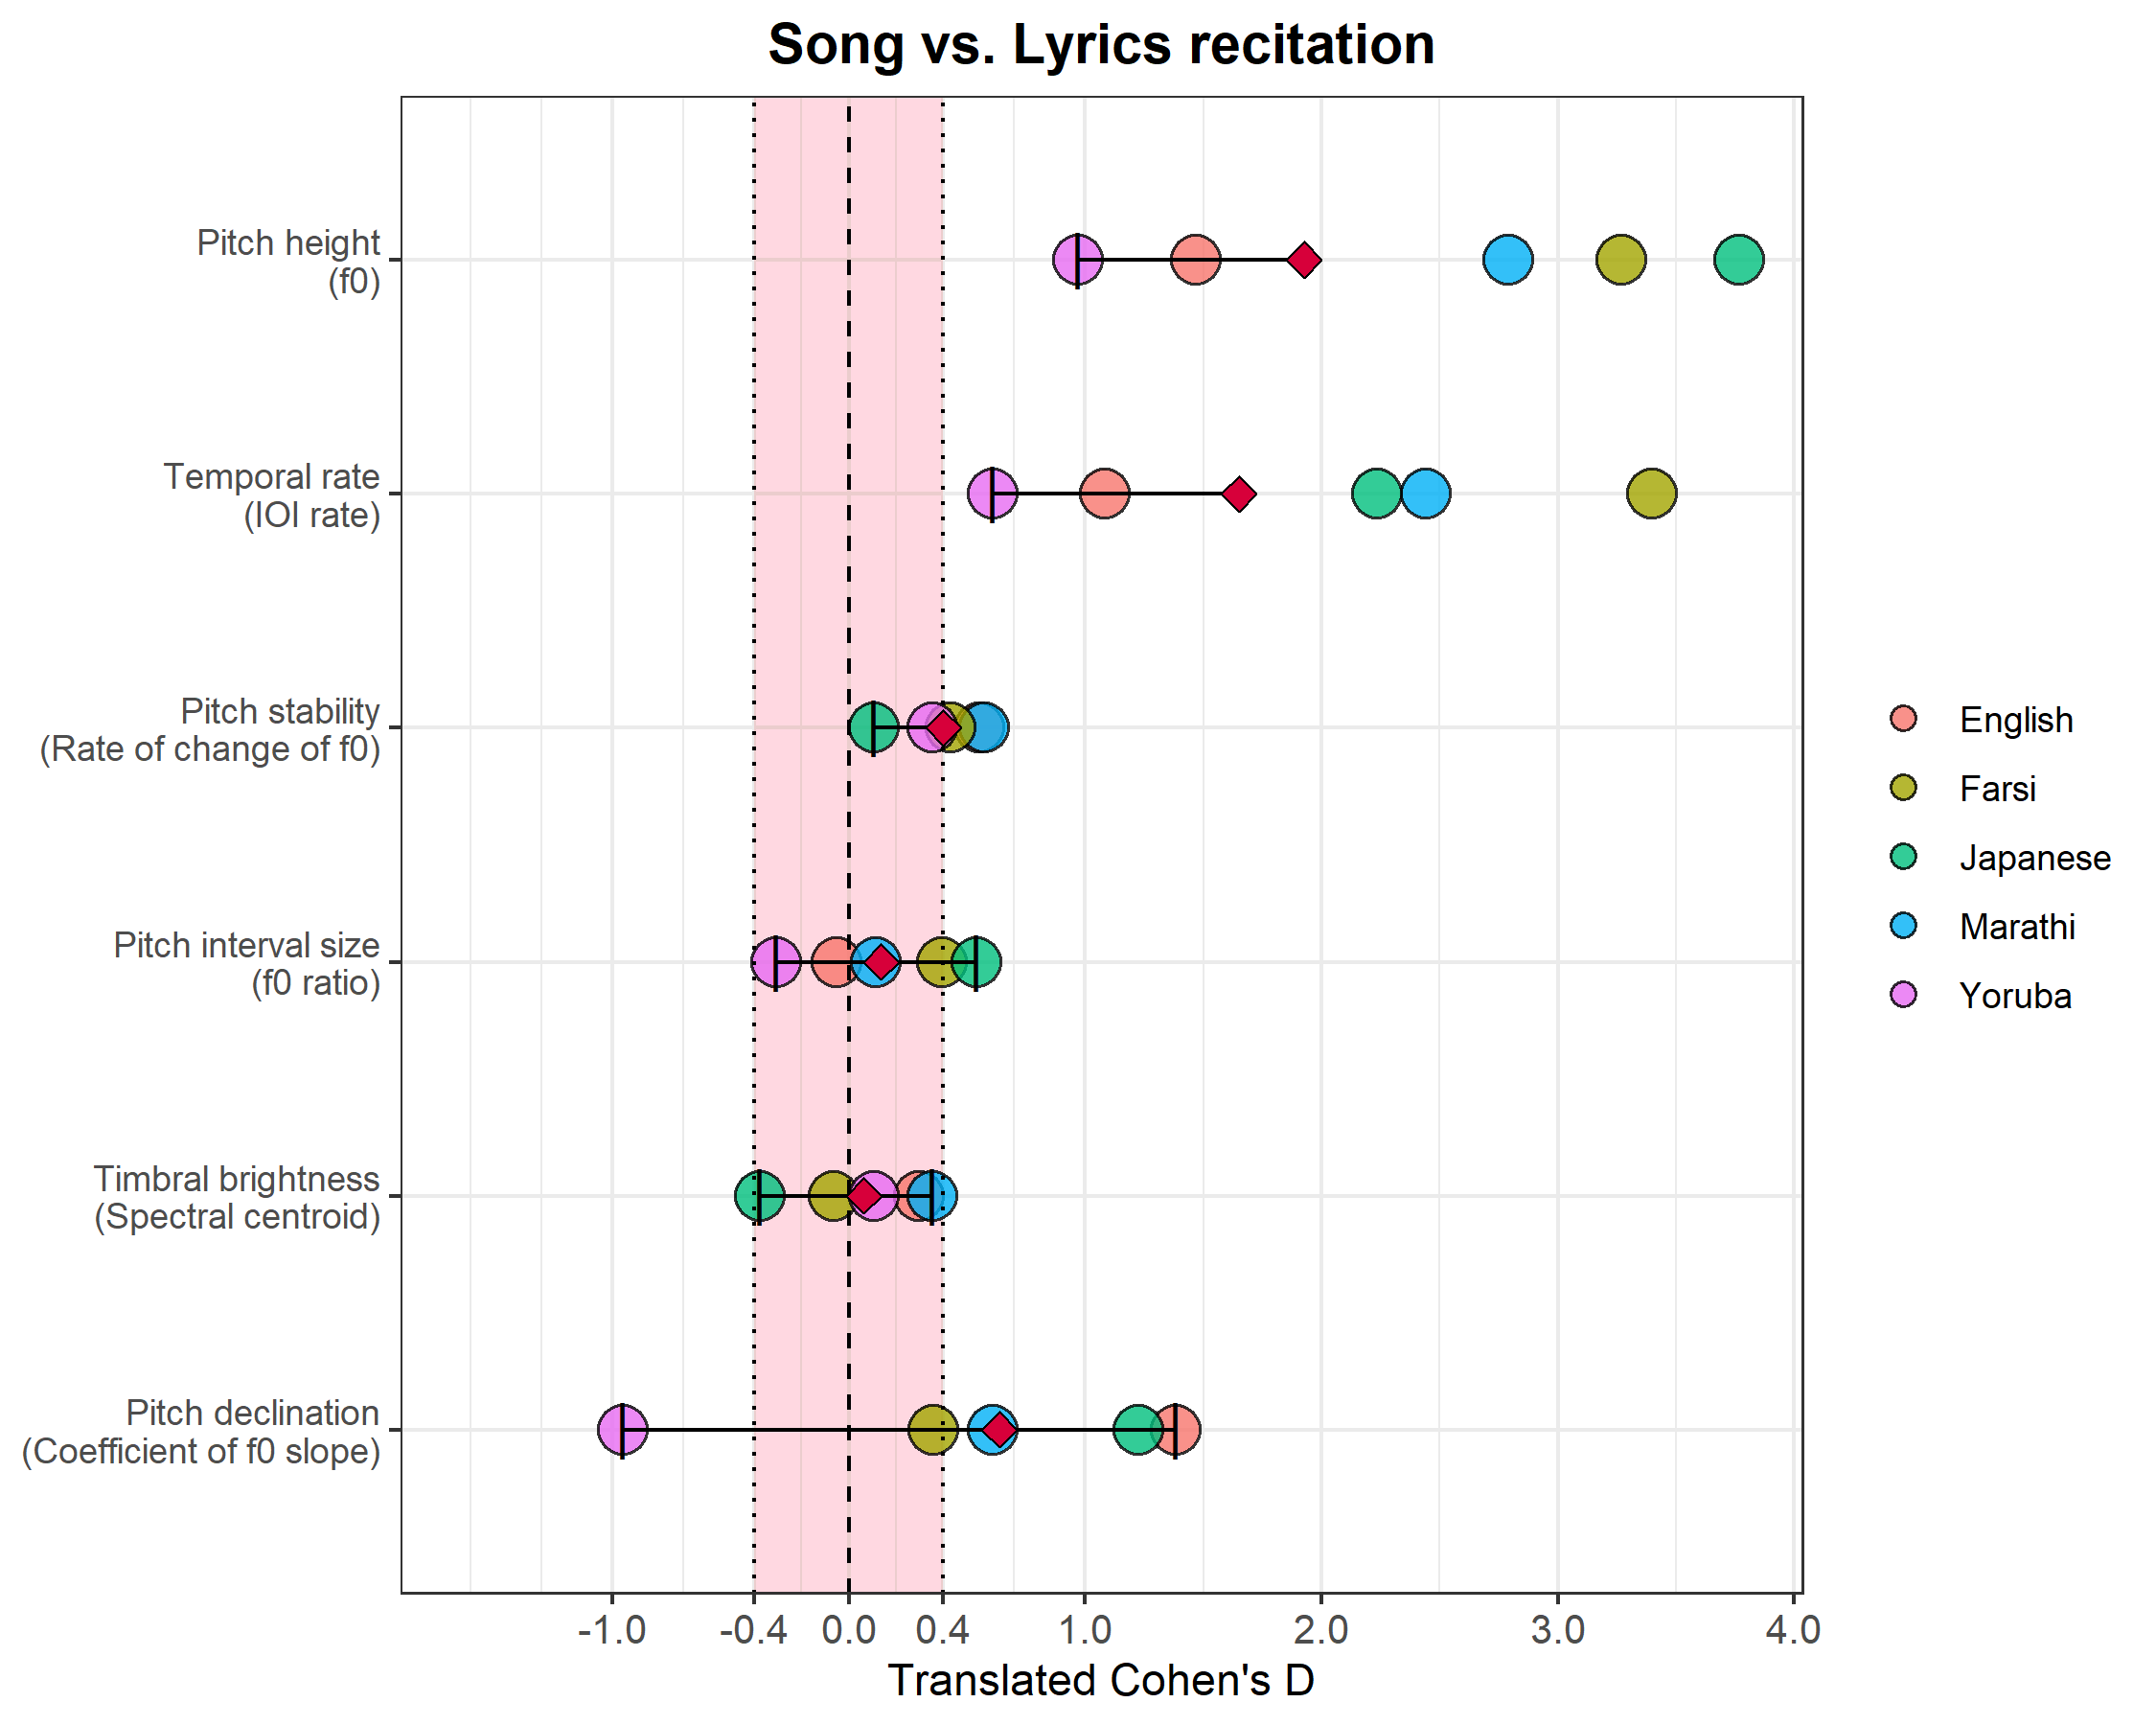 Song vs. Lyrics recitation
Pitch height
(f0)
Temporal rate
(IOI rate)
Pitch stability
(Rate of change of f0)
Pitch interval size
(f0 ratio)
Timbral brightness
(Spectral centroid)
Pitch declination
(Coefficient of f0 slope)
-1.0 -0.4 0.0 0.4 1.0 2.0 3.0 4.0
Translated Cohen's D
English
Farsi
Japanese
Marathi
Yoruba